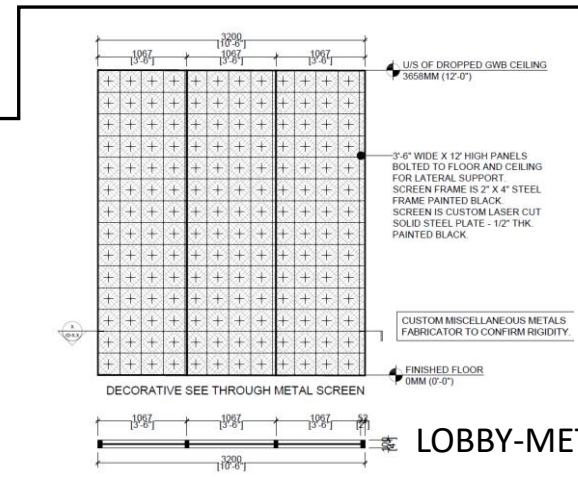 3200
[10'-6"]
1067
[3'-6"]
1067
[3'-6"]
1067
[3'-6"]
U/S OF DROPPED GWB CEILING
3658MM (12'-0")
3'-6" WIDE X 12' HIGH PANELS
BOLTED TO FLOOR AND CEILING
FOR LATERAL SUPPORT.
SCREEN FRAME IS 2" X 4" STEEL
FRAME PAINTED BLACK.
SCREEN IS CUSTOM LASER CUT
SOLID STEEL PLATE - 1/2" THK.
PAINTED BLACK.
CUSTOM MISCELLANEOUS METALS
FABRICATOR TO CONFIRM RIGIDITY.
FINISHED FLOOR
0MM (0'-0")
DECORATIVE SEE THROUGH METAL SCREEN
1067
[3'-6"]
1067
[3'-6"]
1067
[3'-6"]
53
[2"]
LOBBY-MET
3200
[10'-6"]